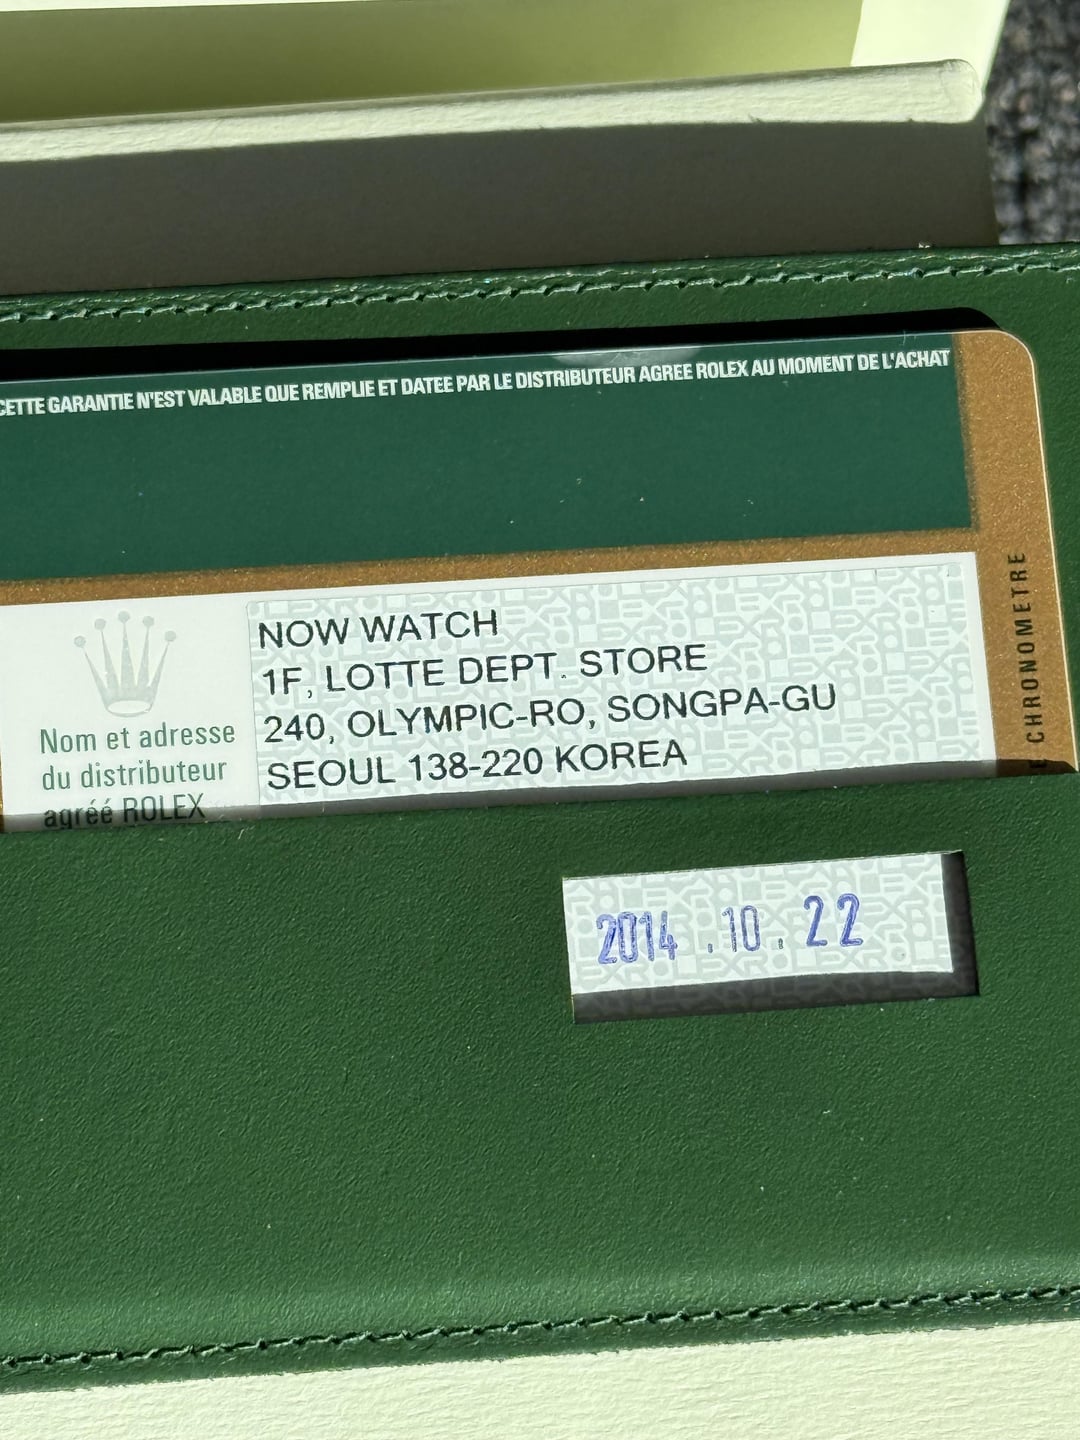 CETTE GARANTIE N'EST VALABLE QUE REMPLIE ET DATEE PAR LE DISTRIBUTEUR AGREE ROLEX AU MOMENT DE L'ACHAT
NOW WATCH
1F, LOTTE DEPT. STORE
240, OLYMPIC-RO, SONGPA-GU
SEOUL 138-220 KOREA
Nom et adresse
du distributeur
agréé ROLEX
CHRONOMETRE
2014 .10 .22